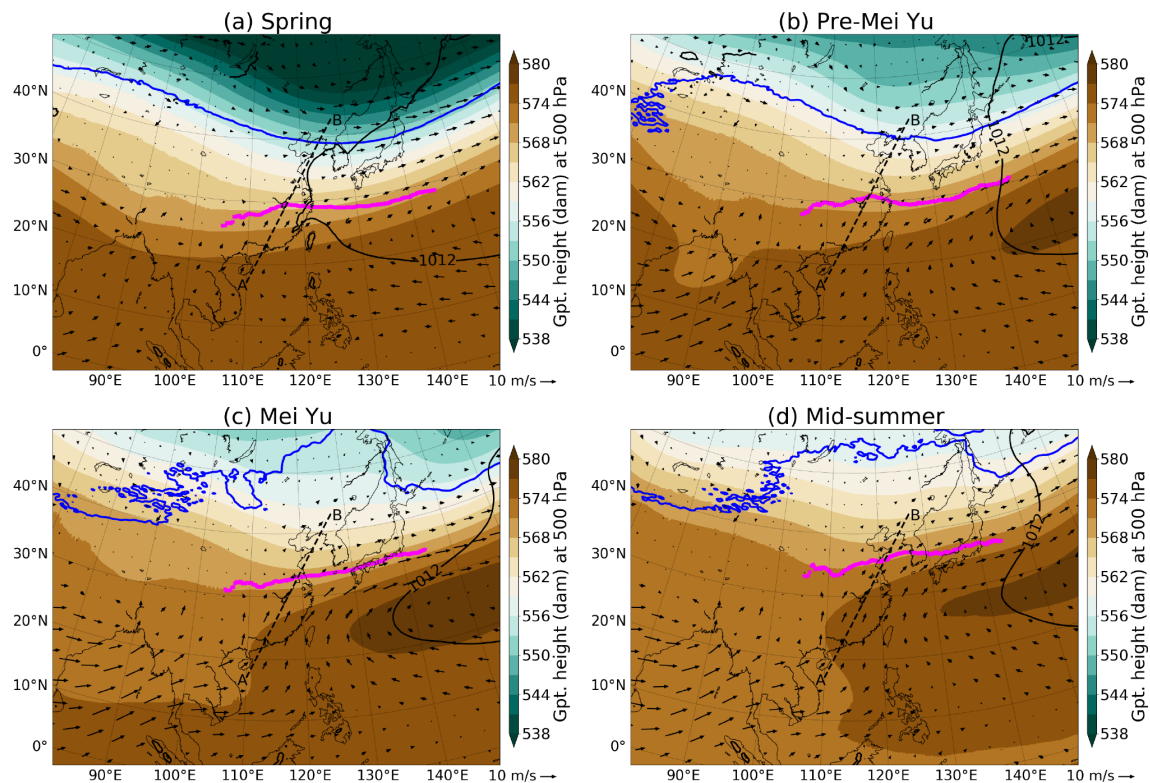 (a) Spring
40°N
30°N
20°N
10°N
0°
90°E 100°E 110°E 120°E 130°E 140°E 10 m/s
A
B
1012
580
574
568
562
556
550
544
538
Gpt. height (dam) at 500 hPa
(b) Pre-Mei Yu
40°N
30°N
20°N
10°N
0°
90°E 100°E 110°E 120°E 130°E 140°E 10 m/s
A
B
1012
1012
1012
580
574
568
562
556
550
544
538
Gpt. height (dam) at 500 hPa
(c) Mei Yu
40°N
30°N
20°N
10°N
0°
90°E 100°E 110°E 120°E 130°E 140°E 10 m/s
A
B
1012
580
574
568
562
556
550
544
538
Gpt. height (dam) at 500 hPa
(d) Mid-summer
40°N
30°N
20°N
10°N
0°
90°E 100°E 110°E 120°E 130°E 140°E 10 m/s
A
B
1012
580
574
568
562
556
550
544
538
Gpt. height (dam) at 500 hPa